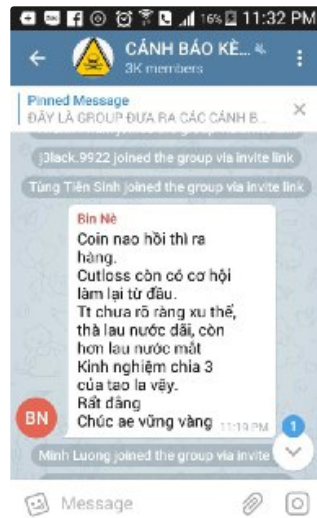 16% 11:32 PM
CẢNH BÁO KÈ...
3K members
Pinned Message
ĐÂY LÀ GROUP ĐƯA RA CÁC CẢNH B...
j3lack.9922 joined the group via invite link
Tùng Tiên Sinh joined the group via invite link
Bin Nè
Coin nao hồi thì ra
hàng.
Cutloss còn có cơ hội
làm lại từ đầu.
Tt chưa rõ ràng xu thế,
thà lau nước dãi, còn
hơn lau nước mắt
Kinh nghiệm chia 3
của tao la vậy.
Rất đắng
Chúc ae vững vàng 11:19 PM
BN
1
Minh Luong joined the group via invite
Message